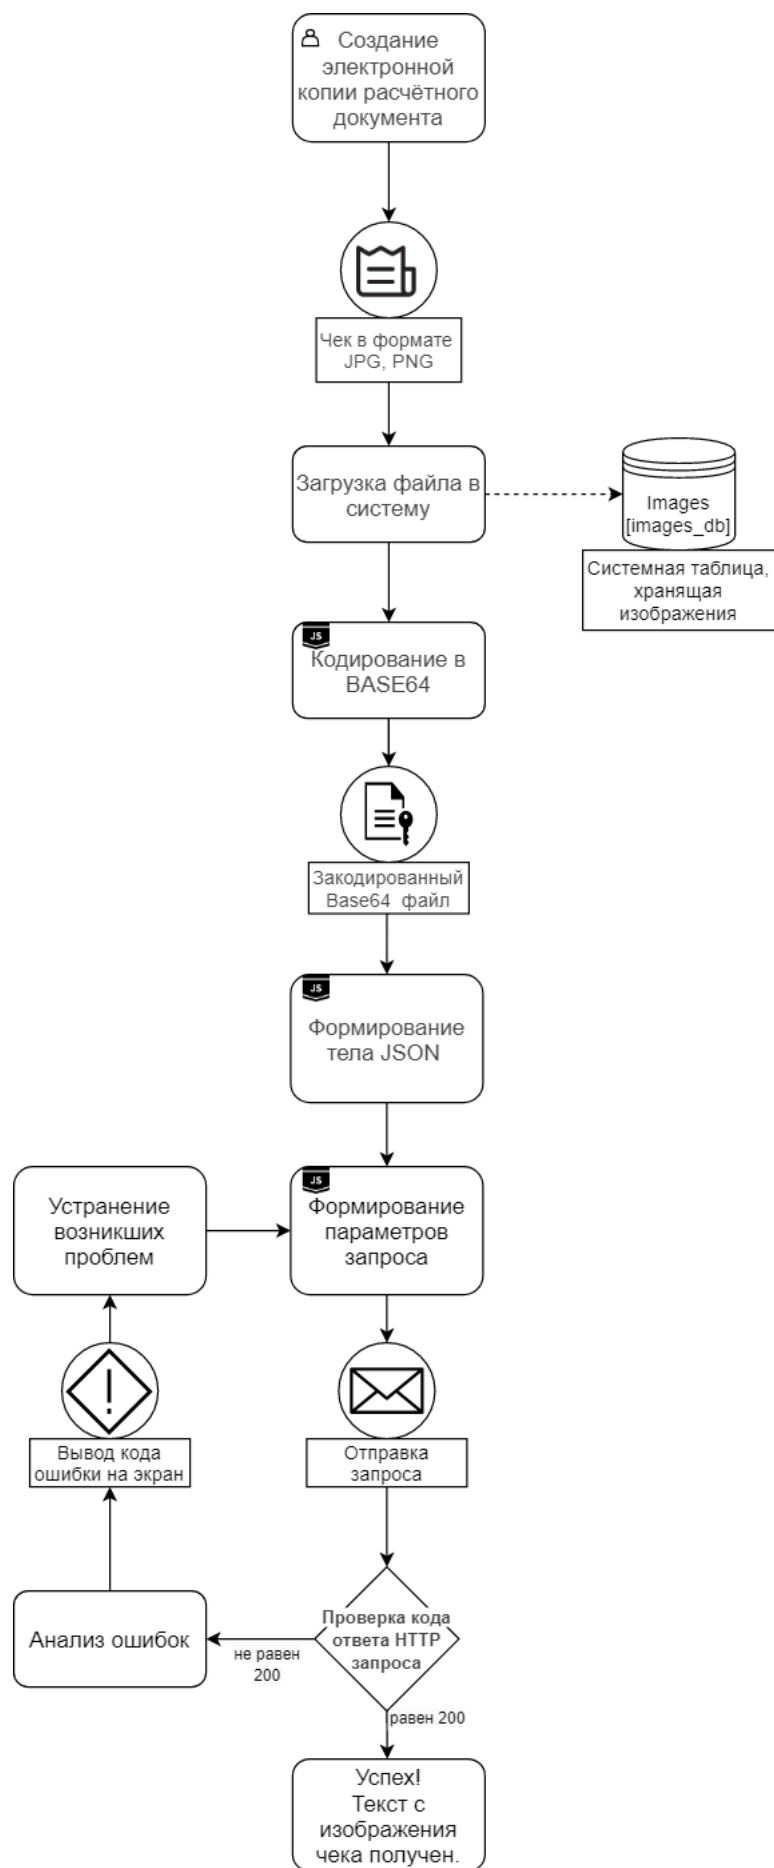 Создание
электронной
копии расчётного
документа
Чек в формате
JPG, PNG
Загрузка файла в
систему
Images
[images_db]
Системная таблица,
хранящая
изображения
JS
Кодирование в
BASE64
Закодированный
Base64 файл
JS
Формирование
тела JSON
Устранение
возникших
проблем
JS
Формирование
параметров
запроса
Вывод кода
ошибки на экран
Отправка
запроса
Анализ ошибок
не равен
200
Проверка кода
ответа HTTP
запроса
равен 200
Успех!
Текст с
изображения
чека получен.